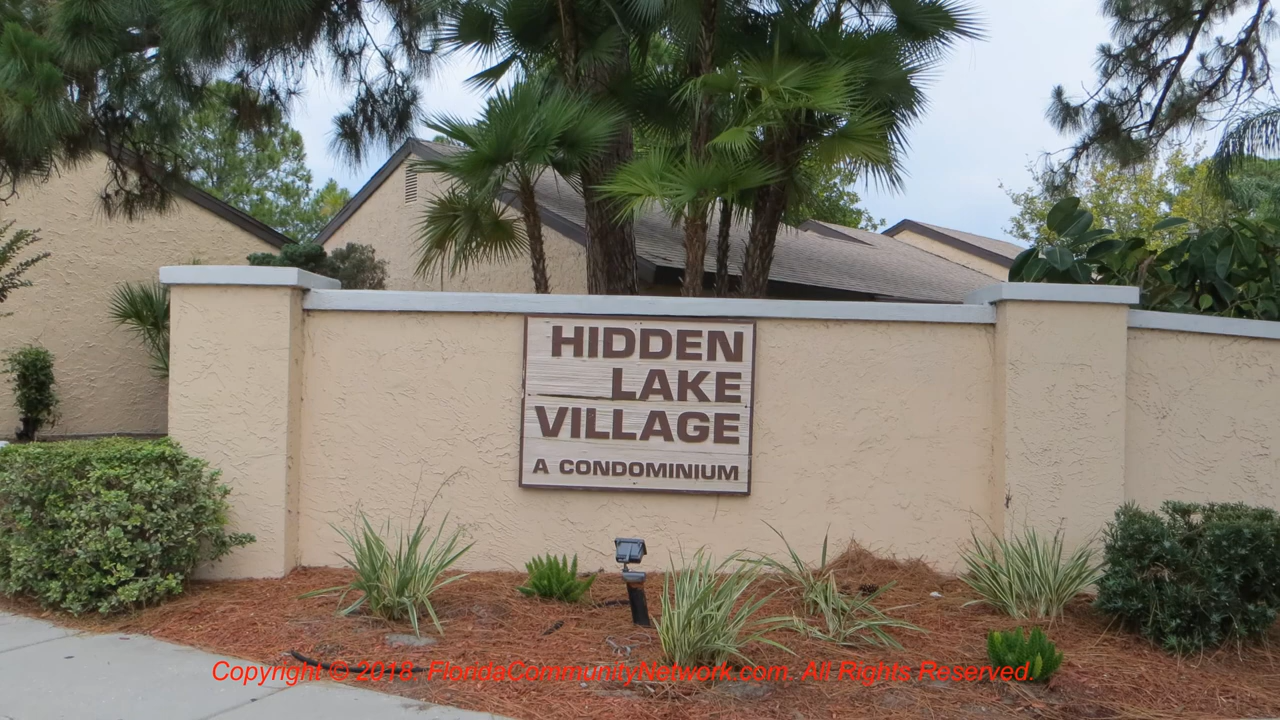 HIDDEN
LAKE
VILLAGE
A CONDOMINIUM
Copyright © 2018. FloridaCommunityNetwork.com. All Rights Reserved.